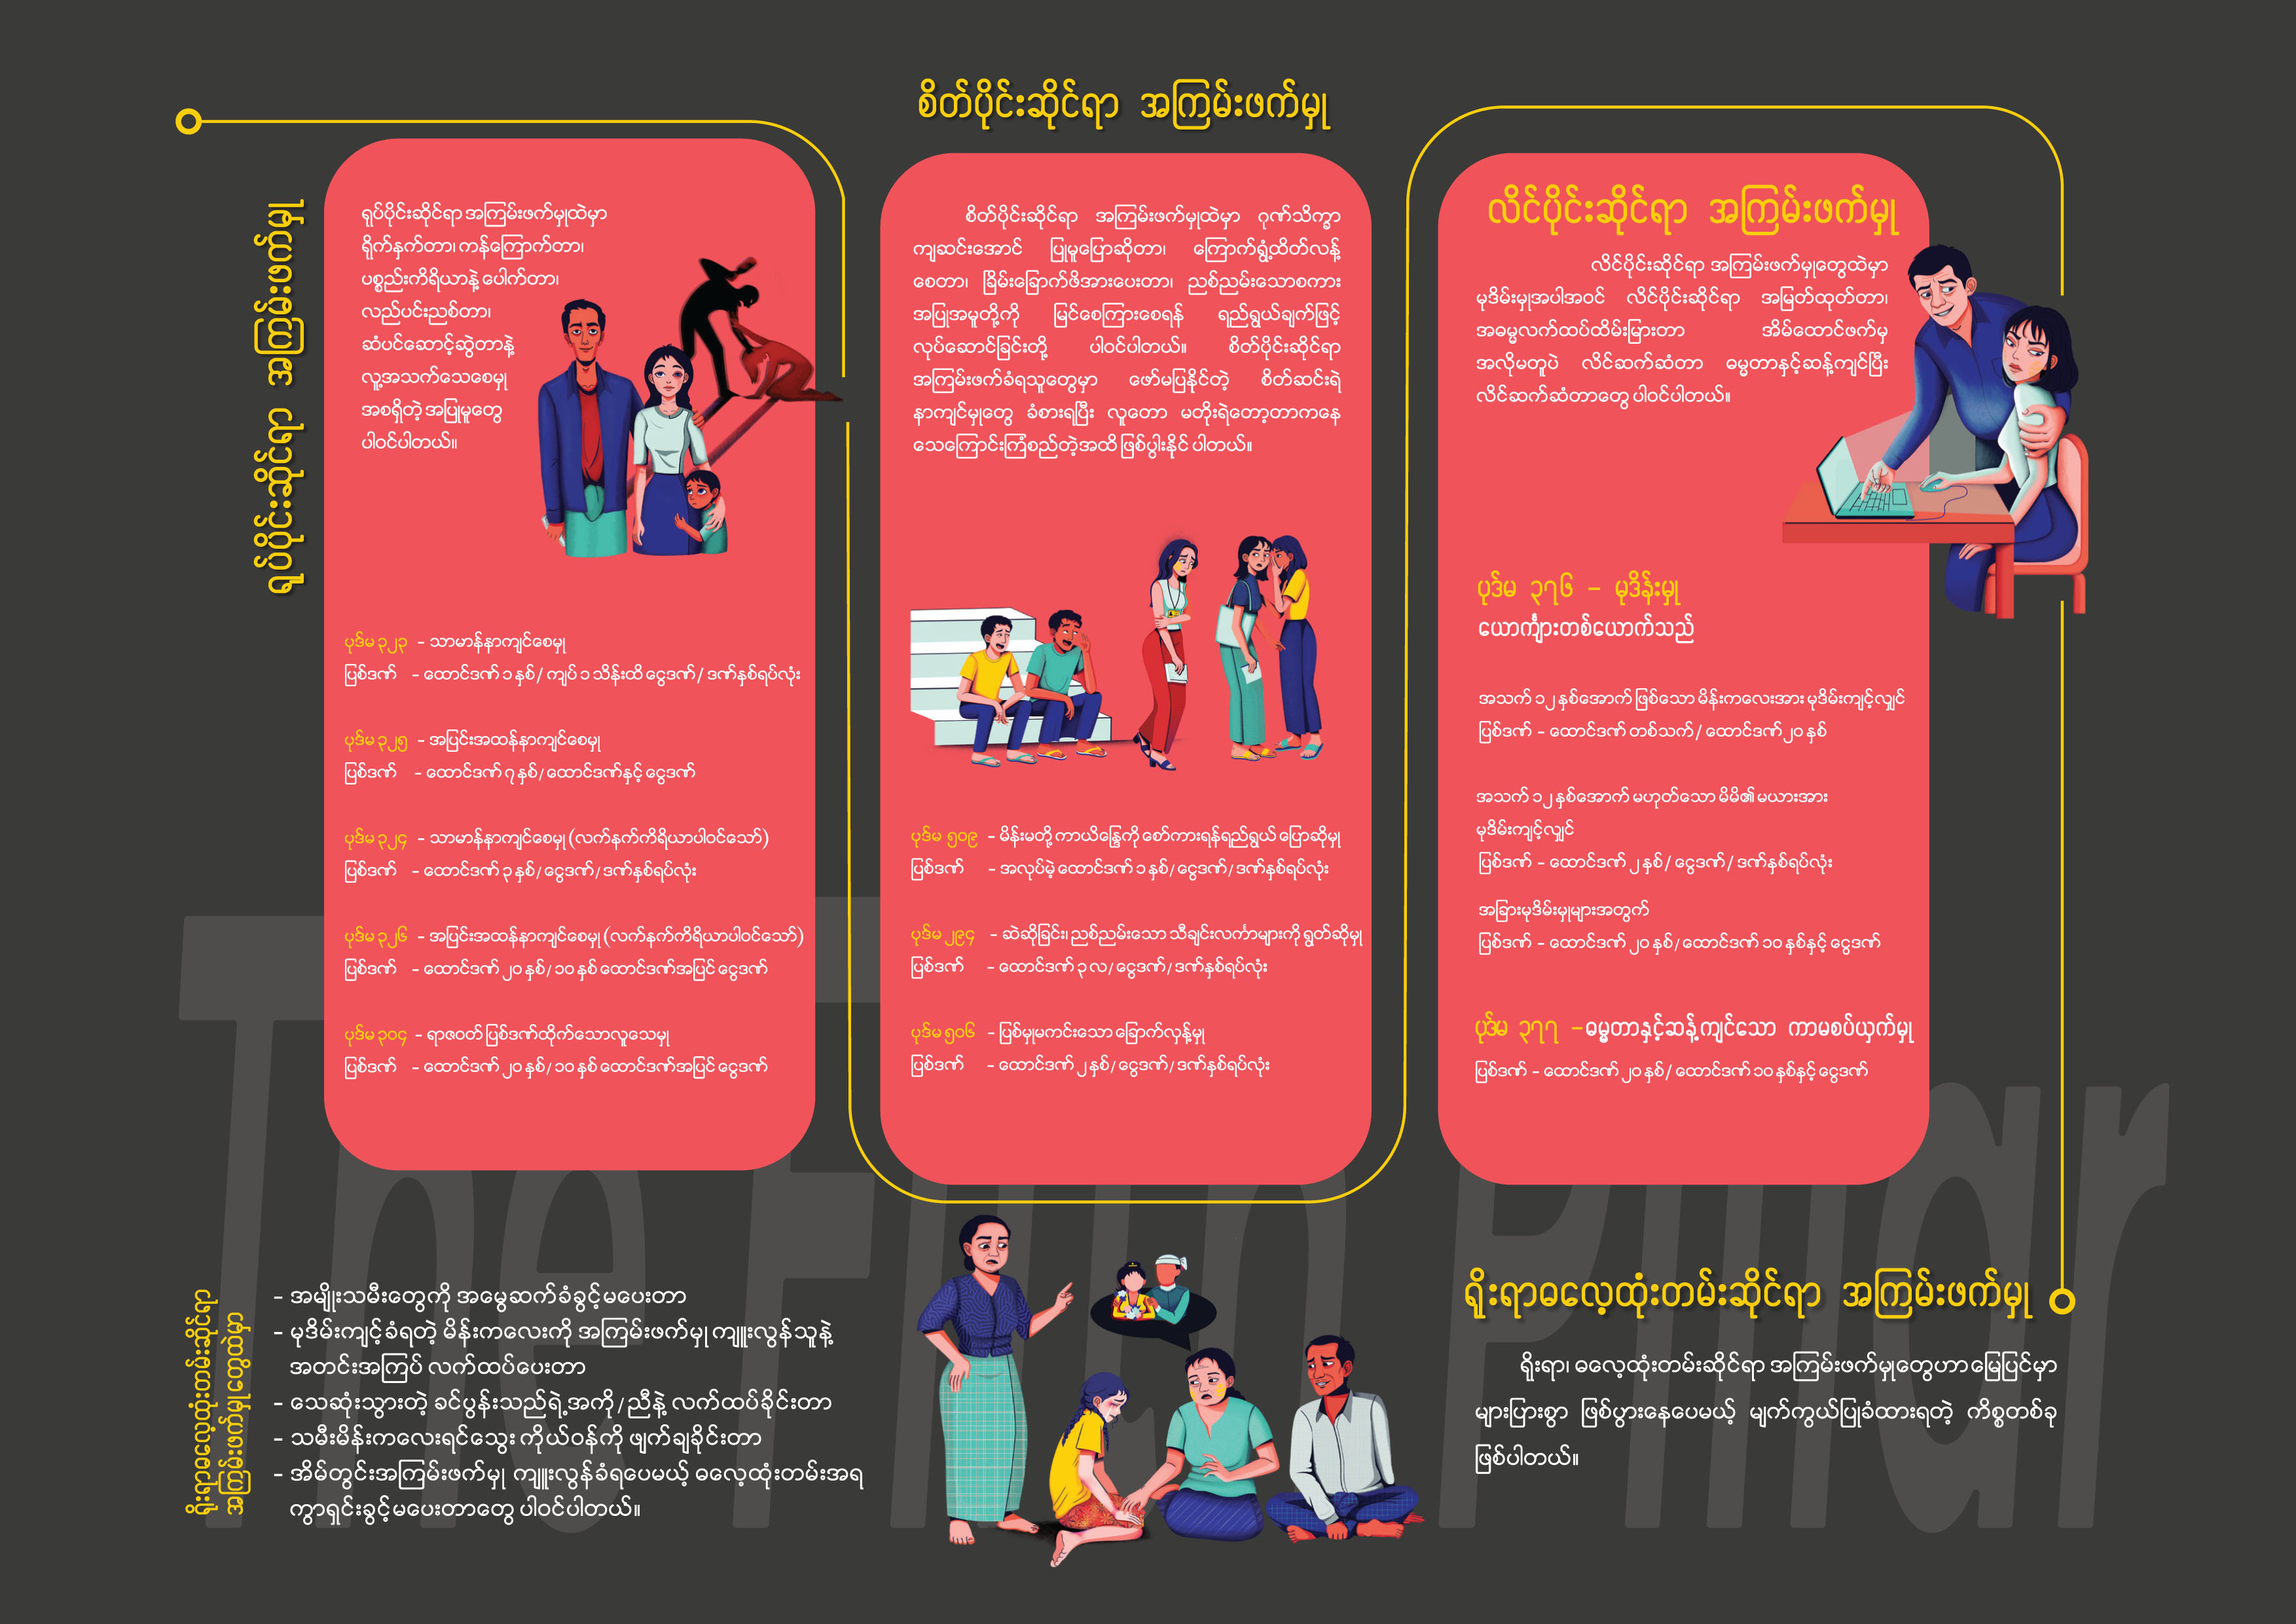 ရုပ်ပိုင်းဆိုင်ရာ အကြမ်းဖက်မှု
ရုပ်ပိုင်းဆိုင်ရာ အကြမ်းဖက်မှုထဲမှာ
ရိုက်နှက်တာ၊ ကန်ကြောက်တာ၊
ပစ္စည်းကိရိယာနဲ့ ပေါက်တာ၊
လည်ပင်းညစ်တာ၊
ဆံပင်ဆောင့်ဆွဲတာနဲ့
လူ့အသက်သေစေမှု
အစရှိတဲ့ အပြုမူတွေ
ပါဝင်ပါတယ်။
ပုဒ်မ ၃၂၃ - သာမာန်နာကျင်စေမှု
ပြစ်ဒဏ် - ထောင်ဒဏ် ၁ နှစ် / ကျပ် ၁ သိန်းထိ ငွေဒဏ် / ဒဏ်နှစ်ရပ်လုံး
ပုဒ်မ ၃၂၅ - အပြင်းအထန်နာကျင်စေမှု
ပြစ်ဒဏ် - ထောင်ဒဏ် ၇ နှစ် / ထောင်ဒဏ်နှင့် ငွေဒဏ်
ပုဒ်မ ၃၂၄ - သာမာန်နာကျင်စေမှု (လက်နက်ကိရိယာပါဝင်သော်)
ပြစ်ဒဏ် - ထောင်ဒဏ် ၃ နှစ် / ငွေဒဏ် / ဒဏ်နှစ်ရပ်လုံး
ပုဒ်မ ၃၂၆ - အပြင်းအထန်နာကျင်စေမှု (လက်နက်ကိရိယာပါဝင်သော်)
ပြစ်ဒဏ် - ထောင်ဒဏ် ၂၀ နှစ် / ၁၀ နှစ် ထောင်ဒဏ်အပြင် ငွေဒဏ်
ပုဒ်မ ၃၀၄ - ရာဇဝတ် ပြစ်ဒဏ်ထိုက်သောလူသေမှု
ပြစ်ဒဏ် - ထောင်ဒဏ် ၂၀ နှစ် / ၁၀ နှစ် ထောင်ဒဏ်အပြင် ငွေဒဏ်
စိတ်ပိုင်းဆိုင်ရာ အကြမ်းဖက်မှု
စိတ်ပိုင်းဆိုင်ရာ အကြမ်းဖက်မှုထဲမှာ ဂုဏ်သိက္ခာ
ကျဆင်းအောင် ပြုမူပြောဆိုတာ၊ ကြောက်ရွံ့ထိတ်လန့်
စေတာ၊ ခြိမ်းခြောက်ဖိအားပေးတာ၊ ညစ်ညမ်းသောစကား
အပြုအမူတို့ကို မြင်စေကြားစေရန် ရည်ရွယ်ချက်ဖြင့်
လုပ်ဆောင်ခြင်းတို့ ပါဝင်ပါတယ်။ စိတ်ပိုင်းဆိုင်ရာ
အကြမ်းဖက်ခံရသူတွေမှာ ဖော်မပြနိုင်တဲ့ စိတ်ဆင်းရဲ
နာကျင်မှုတွေ ခံစားရပြီး လူတော မတိုးရဲတော့တာကနေ
သေကြောင်းကြံစည်တဲ့အထိ ဖြစ်ပွါးနိုင် ပါတယ်။
ပုဒ်မ ၅၀၉ - မိန်းမတို့ ကာယိန္ဒြေကို စော်ကားရန်ရည်ရွယ် ပြောဆိုမှု
ပြစ်ဒဏ် - အလုပ်မဲ့ ထောင်ဒဏ် ၁ နှစ် / ငွေဒဏ် / ဒဏ်နှစ်ရပ်လုံး
ပုဒ်မ ၂၉၄ - ဆဲဆိုခြင်း၊ ညစ်ညမ်းသော သီချင်းလင်္ကာများကို ရွတ်ဆိုမှု
ပြစ်ဒဏ် - ထောင်ဒဏ် ၃ လ / ငွေဒဏ် / ဒဏ်နှစ်ရပ်လုံး
ပုဒ်မ ၅၀၆ - ပြစ်မှုမကင်းသော ခြောက်လှန့်မှု
ပြစ်ဒဏ် - ထောင်ဒဏ် ၂ နှစ် / ငွေဒဏ် / ဒဏ်နှစ်ရပ်လုံး
လိင်ပိုင်းဆိုင်ရာ အကြမ်းဖက်မှု
လိင်ပိုင်းဆိုင်ရာ အကြမ်းဖက်မှုတွေထဲမှာ
မုဒိမ်းမှုအပါအဝင် လိင်ပိုင်းဆိုင်ရာ အမြတ်ထုတ်တာ၊
အဓမ္မလက်ထပ်ထိမ်းမြားတာ အိမ်ထောင်ဖက်မှ
အလိုမတူပဲ လိင်ဆက်ဆံတာ ဓမ္မတာနှင့်ဆန့်ကျင်ပြီး
လိင်ဆက်ဆံတာတွေ ပါဝင်ပါတယ်။
ပုဒ်မ ၃၇၆ - မုဒိန်းမှု
ယောင်္ကျားတစ်ယောက်သည်
အသက် ၁၂ နှစ်အောက် ဖြစ်သော မိန်းကလေးအား မုဒိမ်းကျင့်လျှင်
ပြစ်ဒဏ် - ထောင်ဒဏ် တစ်သက် / ထောင်ဒဏ်၂၀ နှစ်
အသက် ၁၂ နှစ်အောက် မဟုတ်သော မိမိ၏ မယားအား
မုဒိမ်းကျင့်လျှင်
ပြစ်ဒဏ် - ထောင်ဒဏ် ၂ နှစ် / ငွေဒဏ် / ဒဏ်နှစ်ရပ်လုံး
အခြားမုဒိမ်းမှုများအတွက်
ပြစ်ဒဏ် - ထောင်ဒဏ် ၂၀ နှစ် / ထောင်ဒဏ် ၁၀ နှစ်နှင့် ငွေဒဏ်
ပုဒ်မ ၃၇၇ -ဓမ္မတာနှင့်ဆန့်ကျင်သော ကာမစပ်ယှက်မှု
ပြစ်ဒဏ် - ထောင်ဒဏ် ၂၀ နှစ် / ထောင်ဒဏ် ၁၀ နှစ်နှင့် ငွေဒဏ်
ရိုးရာဓလေ့ထုံးတမ်းဆိုင်ရာ
အကြမ်းဖက်မှုတွေထဲမှာ
- အမျိုးသမီးတွေကို အမွေဆက်ခံခွင့်မပေးတာ
- မုဒိမ်းကျင့်ခံရတဲ့ မိန်းကလေးကို အကြမ်းဖက်မှု ကျူးလွန်သူနဲ့
အတင်းအကြပ် လက်ထပ်ပေးတာ
- သေဆုံးသွားတဲ့ ခင်ပွန်းသည်ရဲ့အကို / ညီနဲ့ လက်ထပ်ခိုင်းတာ
- သမီးမိန်းကလေးရင်သွေး ကိုယ်ဝန်ကို ဖျက်ချခိုင်းတာ
- အိမ်တွင်းအကြမ်းဖက်မှု ကျူးလွန်ခံရပေမယ့် ဓလေ့ထုံးတမ်းအရ
ကွာရှင်းခွင့်မပေးတာတွေ ပါဝင်ပါတယ်။
ရိုးရာဓလေ့ထုံးတမ်းဆိုင်ရာ အကြမ်းဖက်မှု
ရိုးရာ၊ ဓလေ့ထုံးတမ်းဆိုင်ရာ အကြမ်းဖက်မှုတွေဟာ မြေပြင်မှာ
များပြားစွာ ဖြစ်ပွားနေပေမယ့် မျက်ကွယ်ပြုခံထားရတဲ့ ကိစ္စတစ်ခု
ဖြစ်ပါတယ်။
The Fifth Pillar